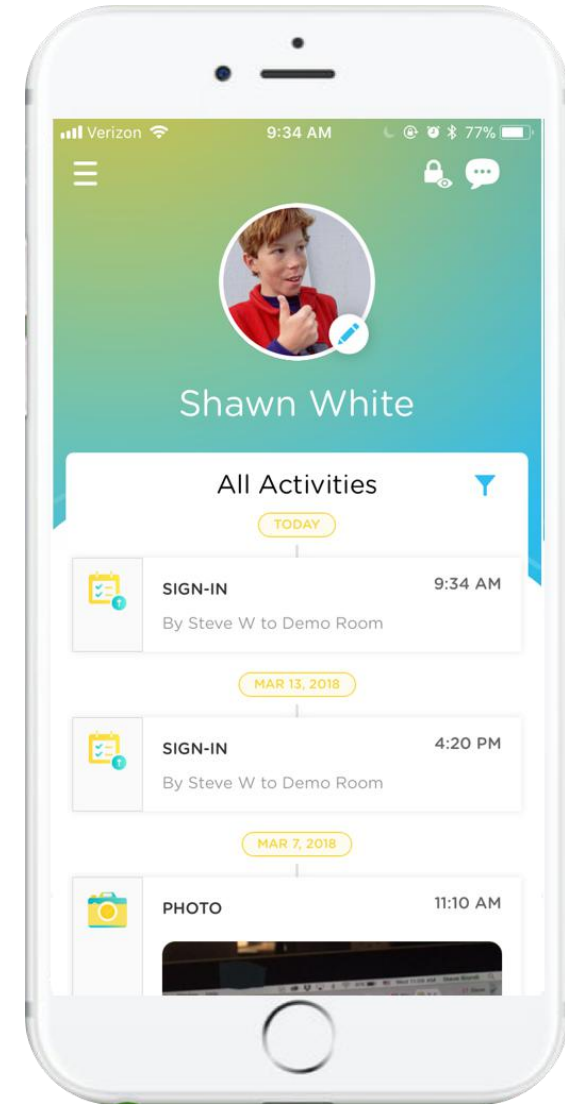 Verizon 9:34 AM 77%
Shawn White
All Activities
TODAY
SIGN-IN 9:34 AM
By Steve W to Demo Room
MAR 13, 2018
SIGN-IN 4:20 PM
By Steve W to Demo Room
MAR 7, 2018
PHOTO 11:10 AM